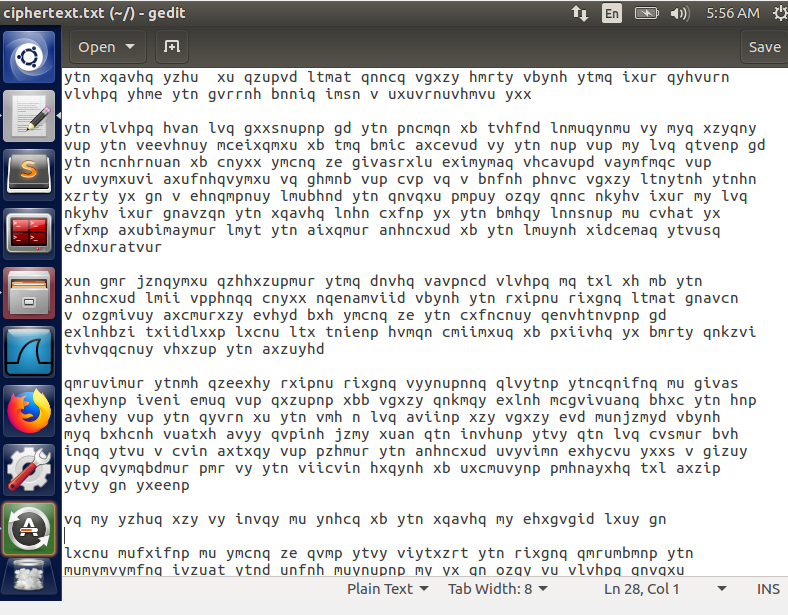 ciphertext.txt (~/) - gedit
En
5:56 AM
Open
Save
ytn xqavhq yzhu  xu qzupvd ltmat qnncq vgxzy hmrty vbynh ytmq ixur qyhvurn
vlvhpq yhme ytn gvrrnh bnniq imsn v uxuvrnuvhmvu yxx
ytn vlvhpq hvan lvq gxxsnupnp gd ytn pncmqn xb tvhfnd lnmuqynmu vy myq xzyqny
vup ytn veevhnuy mceixqmxu xb tmq bmic axcevud vy ytn nup vup my lvq qtvenp gd
ytn ncnhrnuan xb cnyxx ymcnq ze givasrxlu eximymaq vhcavupd vaymfmqc vup
v uvymxuvi axufnhqvymxu vq ghmnb vup cvp vq v bnfnh phnvc vgxzy ltnytnh ytnhn
xzrty yx gn v ehnqmpnuy lmubhnd ytn qnvqxu pmpuy ozqy qnnc nkyhv ixur my lvq
nkyhv ixur gnavzqn ytn xqavhq lnhn cxfnp yx ytn bmhqy lnnsnup mu cvhat yx
vfxmp axubimaymur lmyt ytn aixqmur anhncxud xb ytn lmuynh xidcemaq ytvusq
ednxuratvur
xun gmr jznqymxu qzhhxzupmur ytmq dnvhq vavpncd vlvhpq mq txl xh mb ytn
anhncxud lmii vpphnqq cnyxx nqenamviid vbynh ytn rxipnu rixgnq ltmat gnavcn
v ozgmivuy axcmurxzy evhyd bxh ymcnq ze ytn cxfncnuy qenvhtnvpnp gd
exlnhbzi txiidlxxp lxcnu ltx tnienp hvmqn cmiimxuq xb pxiivhq yx bmrty qnkzvi
tvhvqqcnuy vhxzup ytn axzuyhd
qmruvimur ytnmh qzeexhy rxipnu rixgnq vyynupnnq qlvytnp ytncqnifnq mu givas
qexhynp iveni emuq vup qxzupnp xbb vgxzy qnkmqy exlnh mcgvivuanq bhxc ytn hnp
avheny vup ytn qyvrn xu ytn vmh n lvq aviinp xzy vgxzy evd munjzmyd vbynh
myq bxhcnh vuatxh avyy qvpinh jzmy xuan qtn invhunp ytvy qtn lvq cvsmur bvh
inqq ytvu v cvin axtxqy vup pzhmur ytn anhncxud uvyvimn exhycvu yxxs v gizuy
vup qvymqbdmur pmr vy ytn viicvin hxqynh xb uxcmuvynp pmhnayxhq txl axzip
ytvy gn yxeenp
vq my yzhuq xzy vy invqy mu ynhcq xb ytn xqavhq my ehxgvgid lxuy gn
lxcnu mufxifnp mu ymcnq ze qvmp ytvy viytxzrt ytn rixgnq qmrumbmnp ytn
mumymvymfnq ivzuat ytnd unfnh muynupnp my yx gn ozqy vu vlvhpq qnvqxu
Plain Text
Tab Width: 8
Ln 28, Col 1
INS